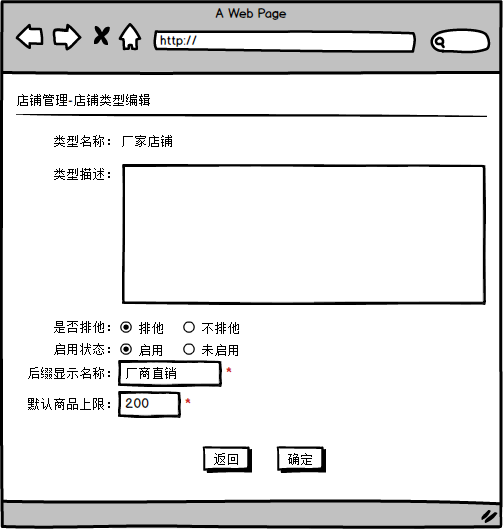 A Web Page
http://
店铺管理-店铺类型编辑
类型名称： 厂家店铺
类型描述：
是否排他： 排他 不排他
启用状态： 启用 未启用
后缀显示名称： 厂商直销 *
默认商品上限： 200 *
返回 确定